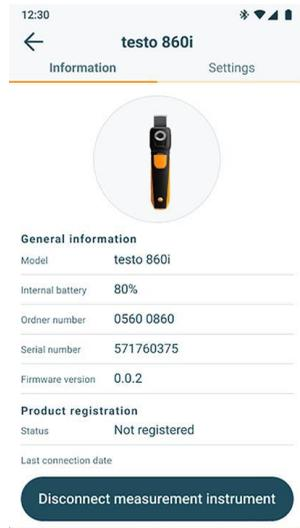 12:30
testo 860i
Information Settings
General information
Model testo 860i
Internal battery 80%
Ordner number 0560 0860
Serial number 571760375
Firmware version 0.0.2
Product registration
Status Not registered
Last connection date
Disconnect measurement instrument